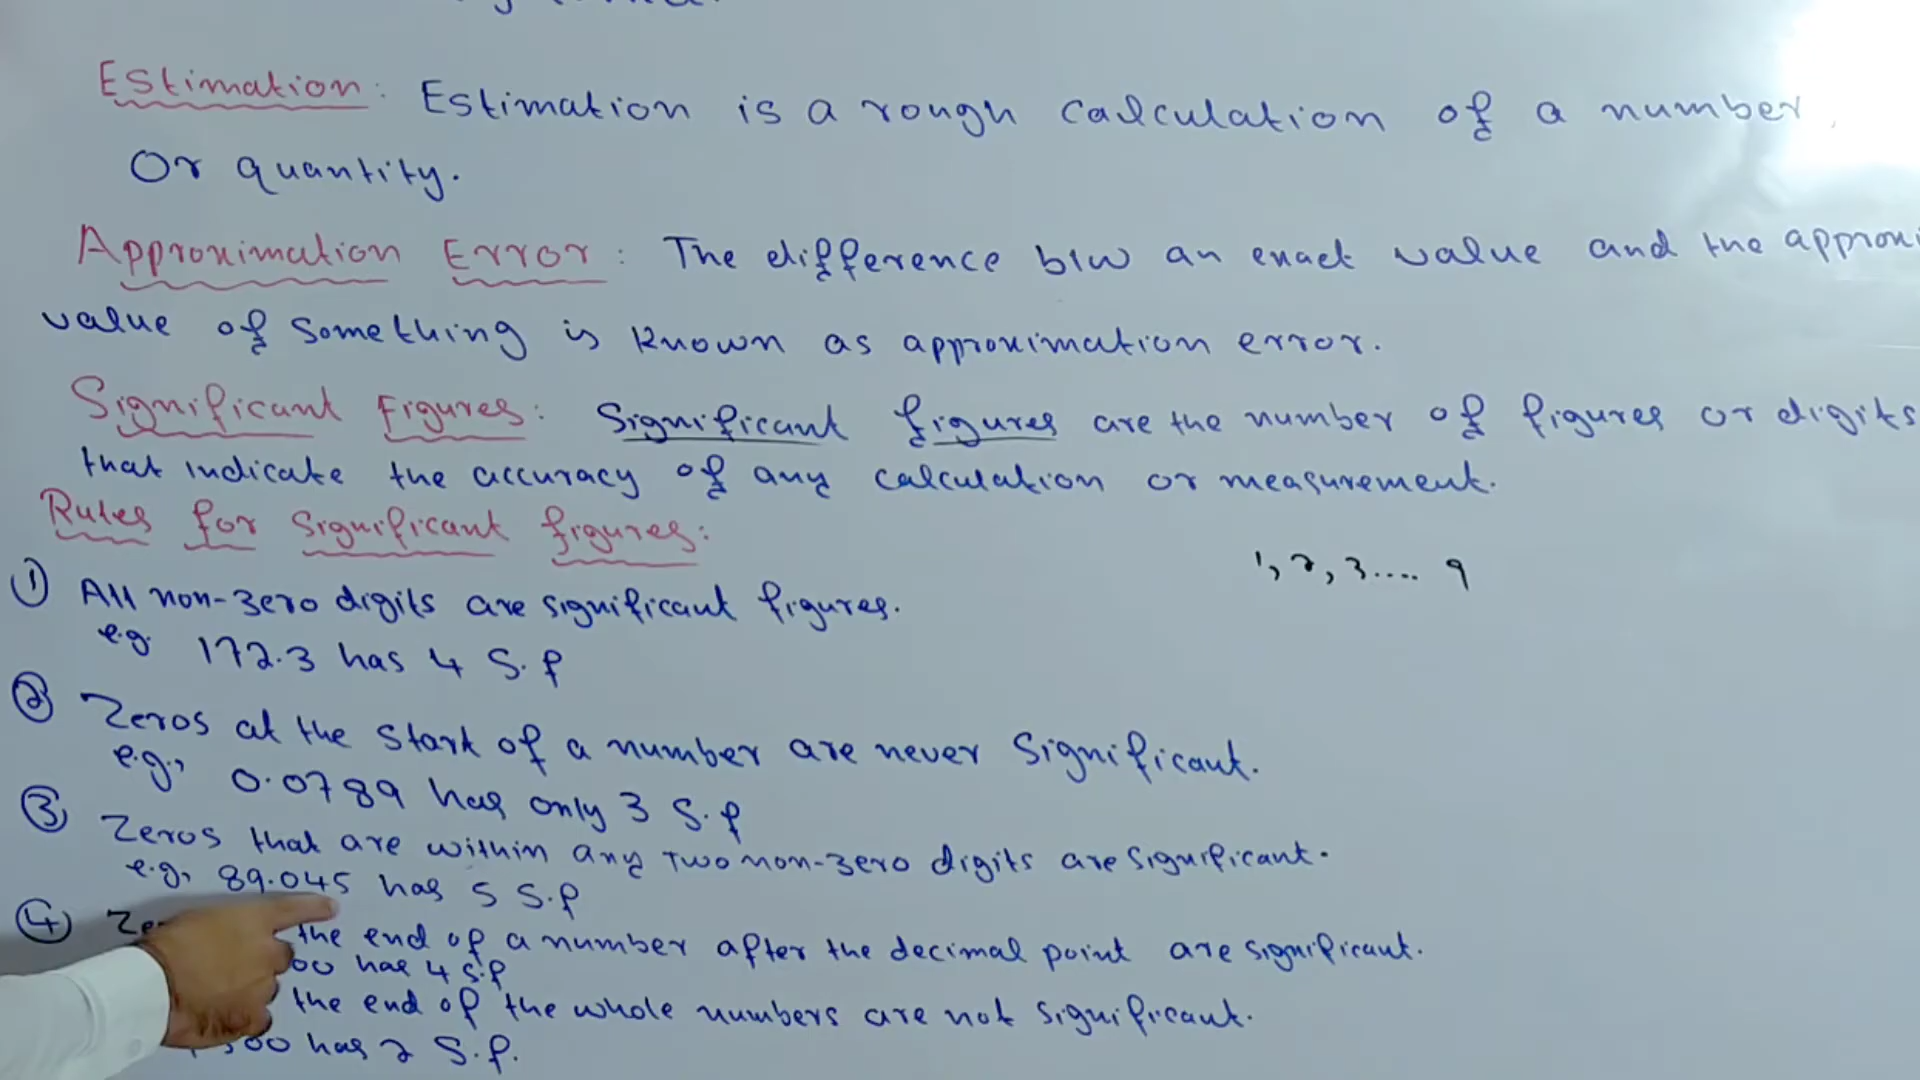 Estimation: Estimation is a rough calculation of a number
Or quantity.
Approximation Error: The difference b/w an exact value and the approxi
value of something is known as approximation error.
Significant Figures: Significant figures are the number of figures or digits
that indicate the accuracy of any calculation or measurement.
Rules for Significant figures:
1, 2, 3.... 9
① All non-zero digits are significant figures.
e.g. 172.3 has 4 S.f
② Zeros at the start of a number are never significant.
e.g., 0.0789 has only 3 S.f
③ Zeros that are within any two non-zero digits are significant.
e.g, 89.045 has 5 S.f
④ Ze the end of a number after the decimal point are significant.
00 has 4 S.f
the end of the whole numbers are not significant.
500 has 2 S.f.